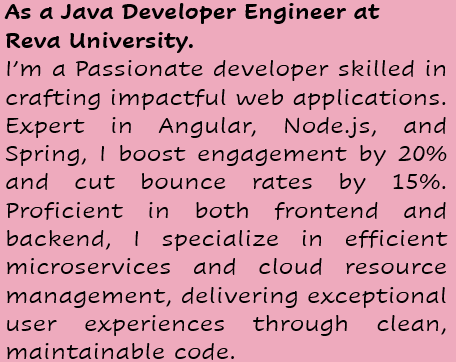 As a Java Developer Engineer at
Reva University.
I'm a Passionate developer skilled in
crafting impactful web applications.
Expert in Angular, Node.js, and
Spring, I boost engagement by 20%
and cut bounce rates by 15%.
Proficient in both frontend and
backend, I specialize in efficient
microservices and cloud resource
management, delivering exceptional
user experiences through clean,
maintainable code.